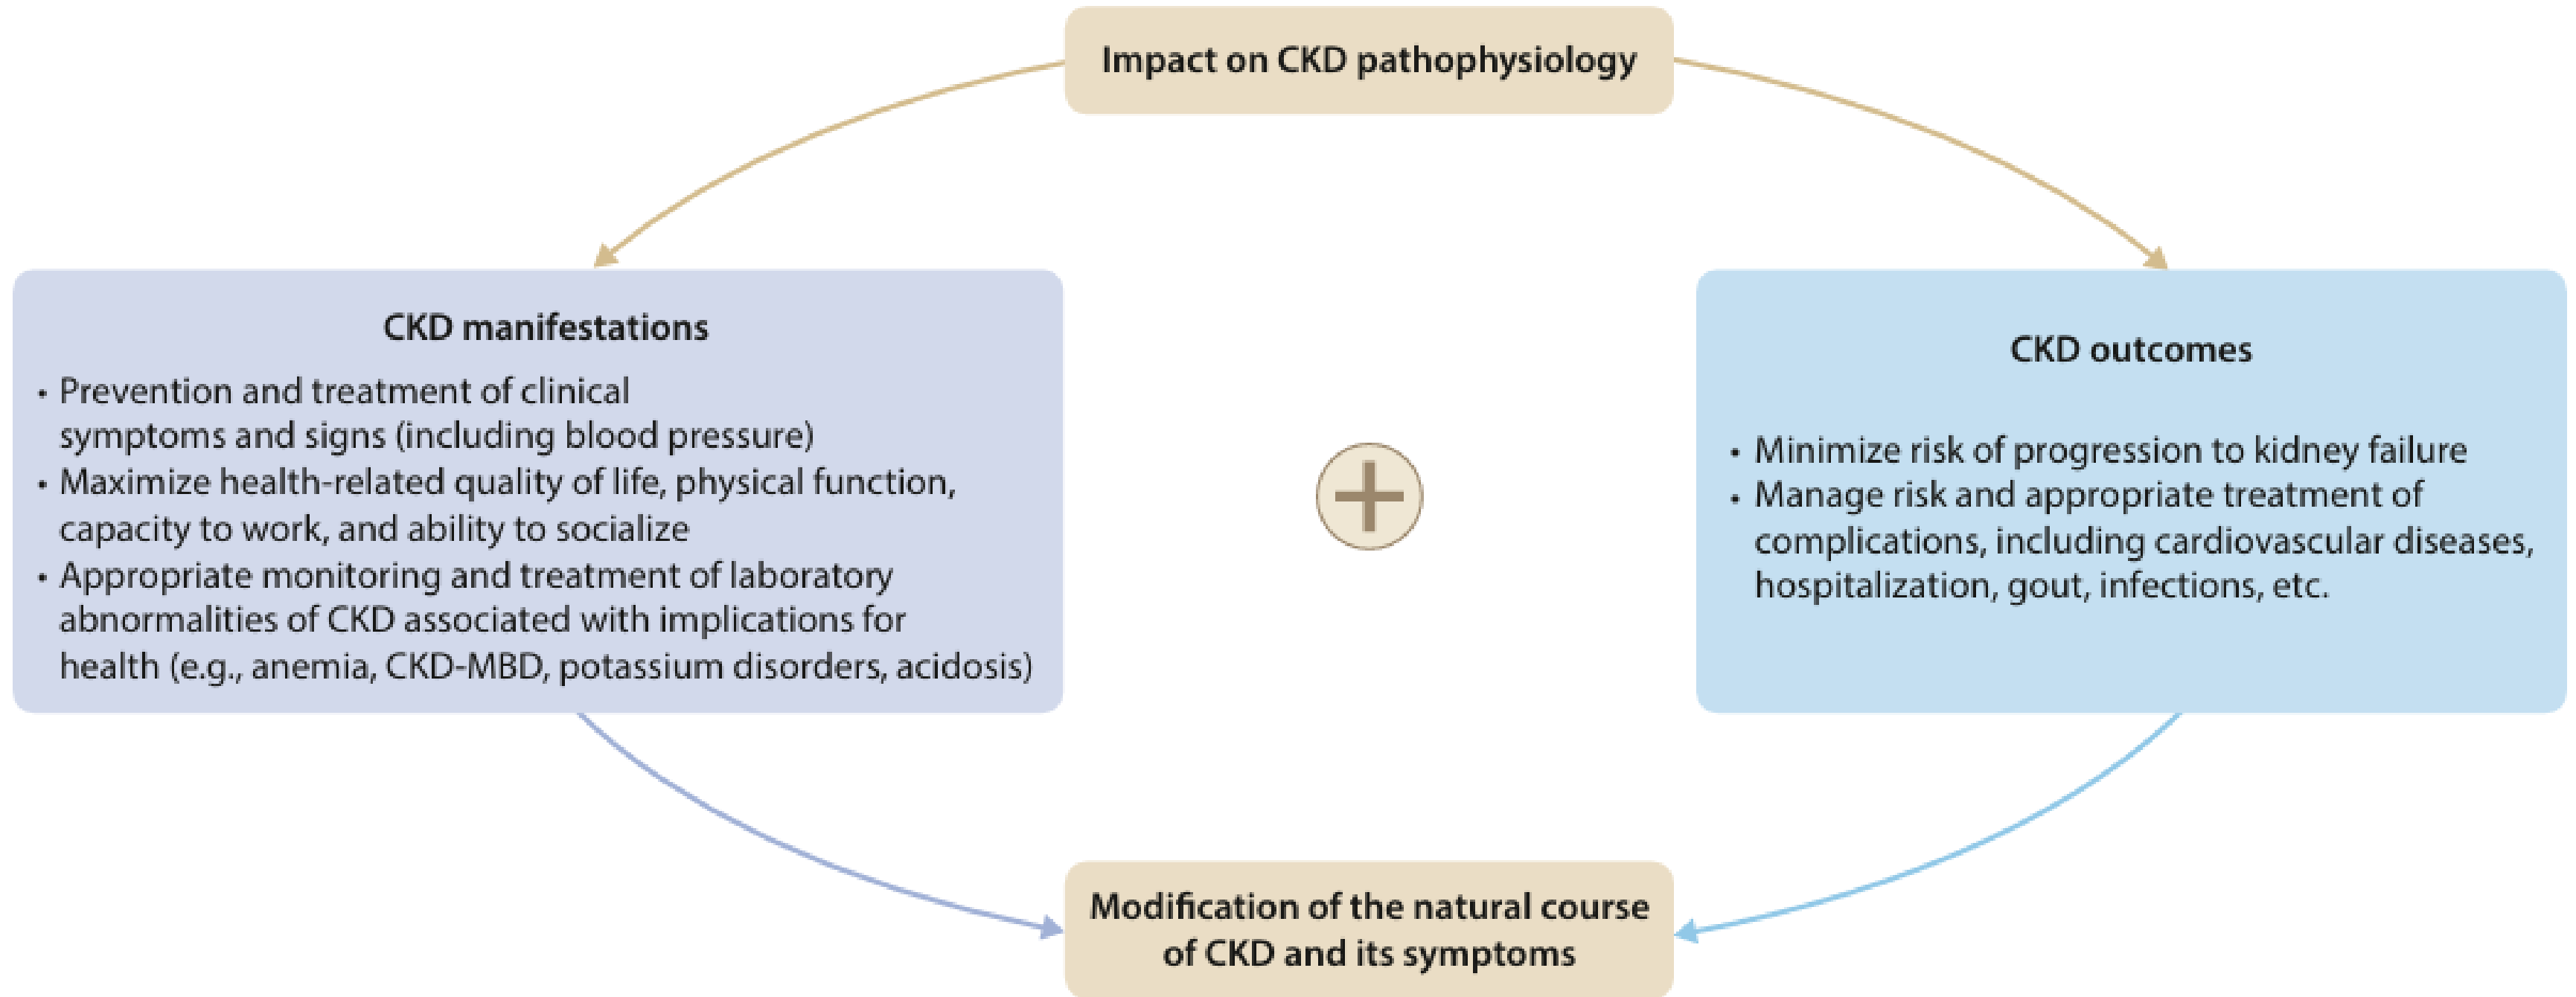 Impact on CKD pathophysiology
CKD manifestations
• Prevention and treatment of clinical
symptoms and signs (including blood pressure)
• Maximize health-related quality of life, physical function,
capacity to work, and ability to socialize
• Appropriate monitoring and treatment of laboratory
abnormalities of CKD associated with implications for
health (e.g., anemia, CKD-MBD, potassium disorders, acidosis)
CKD outcomes
• Minimize risk of progression to kidney failure
• Manage risk and appropriate treatment of
complications, including cardiovascular diseases,
hospitalization, gout, infections, etc.
Modification of the natural course
of CKD and its symptoms